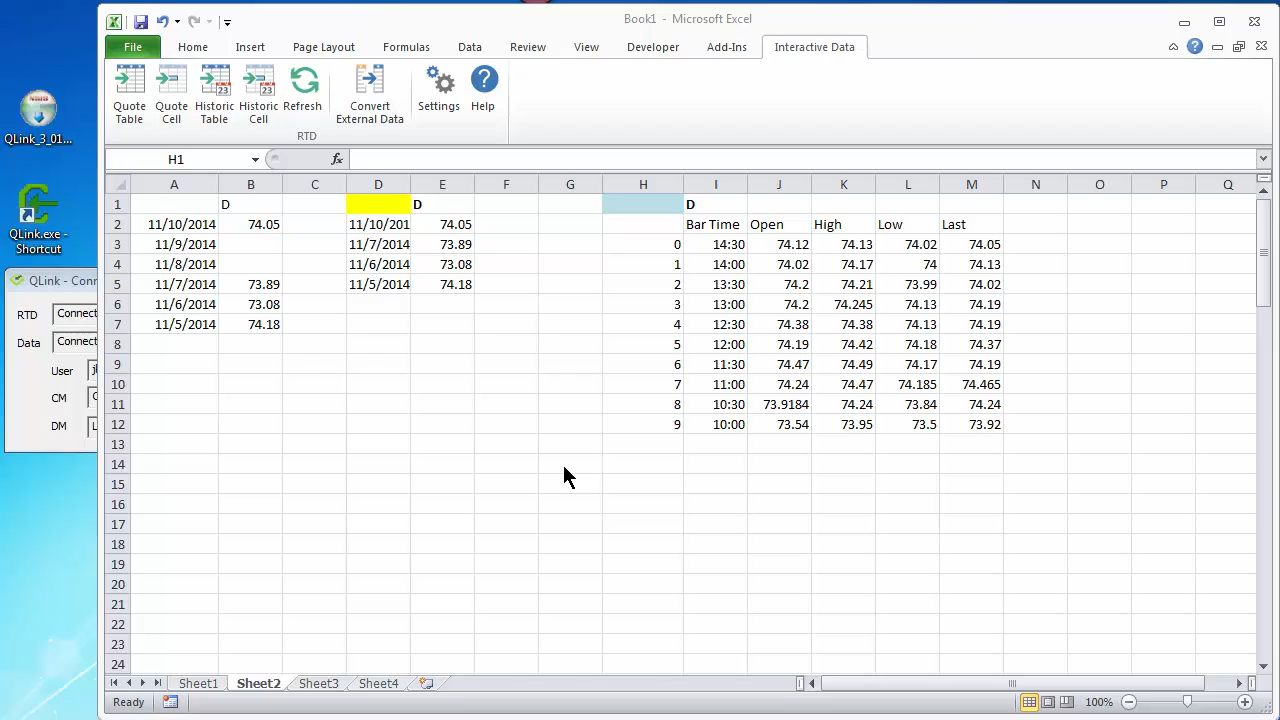 Book1 - Microsoft Excel
File Home Insert Page Layout Formulas Data Review View Developer Add-Ins Interactive Data
Quote Table Quote Cell Historic Table Historic Cell Refresh Convert External Data Settings Help
RTD
H1 fx
A B C D E F G H I J K L M N O P Q
1 D D D
2 11/10/2014 74.05 11/10/201 74.05 Bar Time Open High Low Last
3 11/9/2014 11/7/2014 73.89 0 14:30 74.12 74.13 74.02 74.05
4 11/8/2014 11/6/2014 73.08 1 14:00 74.02 74.17 74 74.13
5 11/7/2014 73.89 11/5/2014 74.18 2 13:30 74.2 74.21 73.99 74.02
6 11/6/2014 73.08 3 13:00 74.2 74.245 74.13 74.19
7 11/5/2014 74.18 4 12:30 74.38 74.38 74.13 74.19
8 5 12:00 74.19 74.42 74.18 74.37
9 6 11:30 74.47 74.49 74.17 74.19
10 7 11:00 74.24 74.47 74.185 74.465
11 8 10:30 73.9184 74.24 73.84 74.24
12 9 10:00 73.54 73.95 73.5 73.92
13
14
15
16
17
18
19
20
21
22
23
24
Sheet1 Sheet2 Sheet3 Sheet4
Ready 100%
QLink_3_01...
QLink.exe - Shortcut
QLink - Conn
RTD Connect
Data Connect
User
CM
DM L